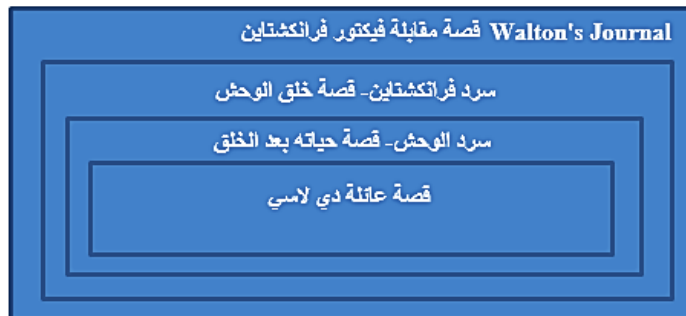 Walton's Journal قصة مقابلة فيكتور فرانكشتاين
سرد فرانكشتاين- قصة خلق الوحش
سرد الوحش- قصة حياته بعد الخلق
قصة عائلة دي لاسي